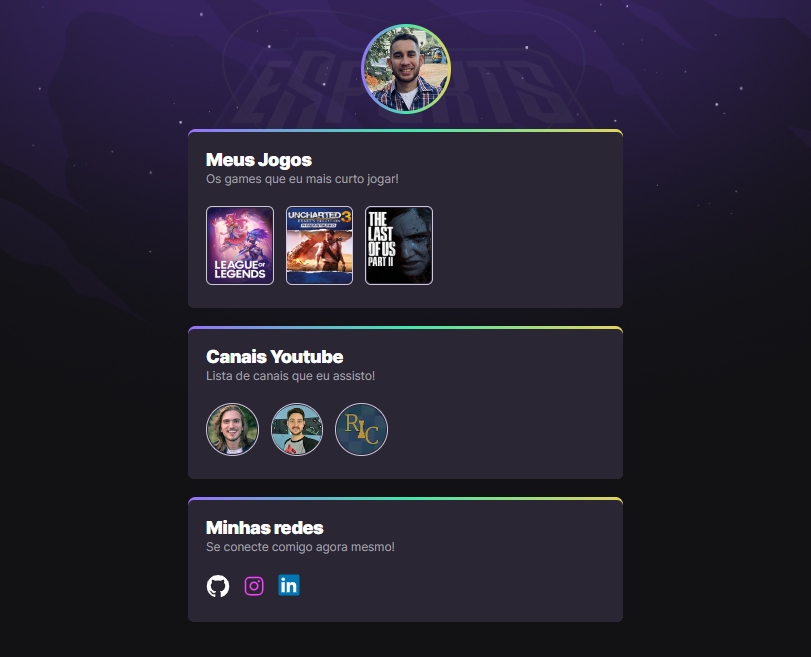 ESPORTS
Meus Jogos
Os games que eu mais curto jogar!
LEAGUE OF
LEGENDS
UNCHARTED 3
THE
LAST
OF US
PART II
Canais Youtube
Lista de canais que eu assisto!
RIC
Minhas redes
Se conecte comigo agora mesmo!
in